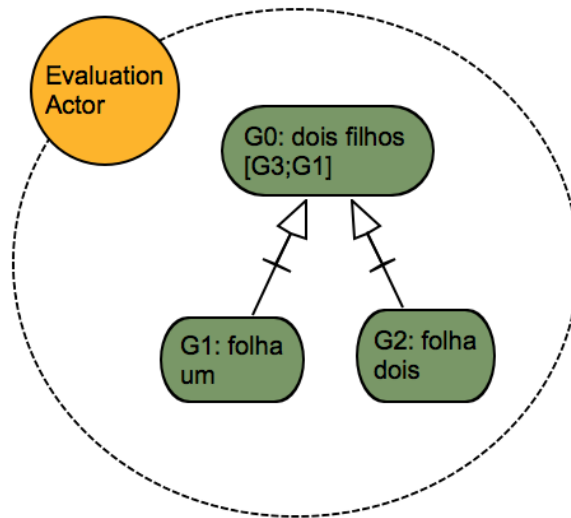 Evaluation
Actor
G0: dois filhos
[G3;G1]
G1: folha
um
G2: folha
dois